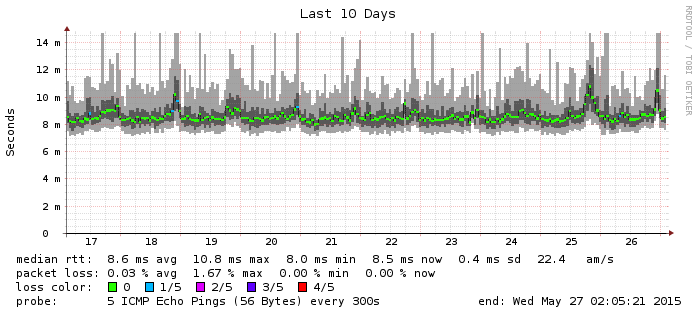 Last 10 Days
RRDTOOL / TOBI OETIKER
Seconds
14 m
12 m
10 m
8 m
6 m
4 m
2 m
0
17 18 19 20 21 22 23 24 25 26
median rtt: 8.6 ms avg 10.8 ms max 8.0 ms min 8.5 ms now 0.4 ms sd 22.4 am/s
packet loss: 0.03 % avg 1.67 % max 0.00 % min 0.00 % now
loss color: 0 1/5 2/5 3/5 4/5
probe: 5 ICMP Echo Pings (56 Bytes) every 300s end: Wed May 27 02:05:21 2015